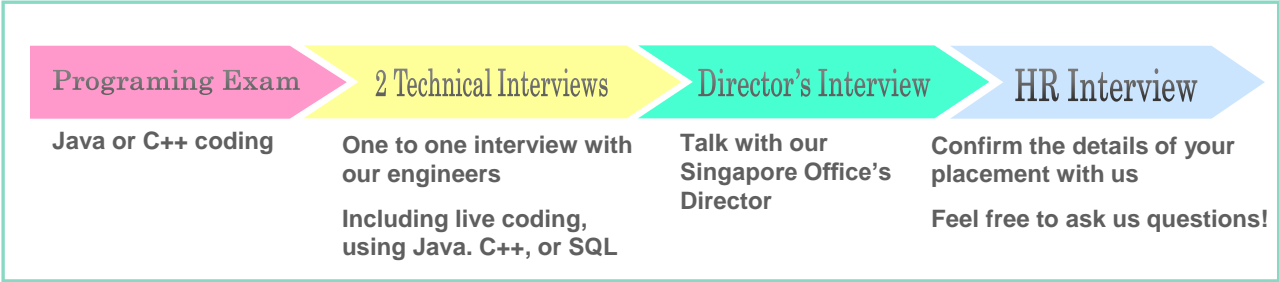 Programing Exam
Java or C++ coding
2 Technical Interviews
One to one interview with
our engineers
Including live coding,
using Java. C++, or SQL
Director's Interview
Talk with our
Singapore Office's
Director
HR Interview
Confirm the details of your
placement with us
Feel free to ask us questions!